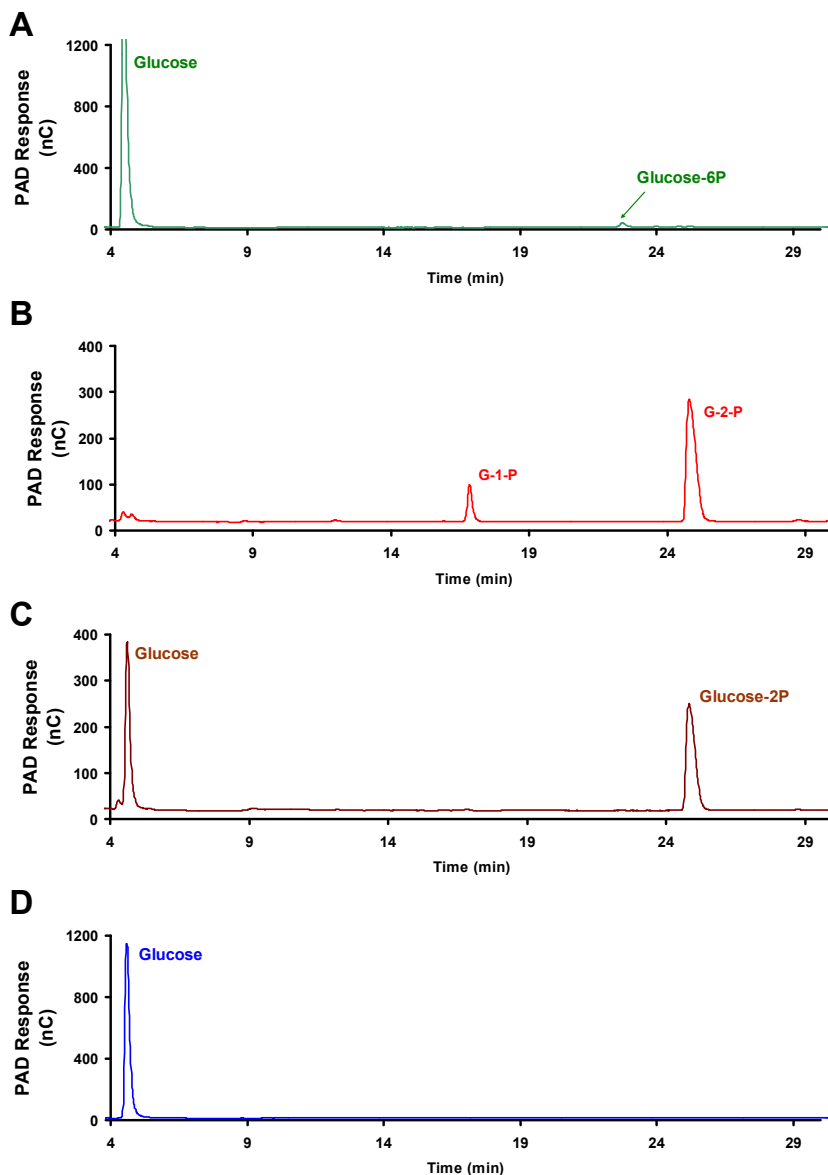 A
1200
Glucose
800
Glucose-6P
400
0
4 9 14 19 24 29
Time (min)
PAD Response
(nC)
B
400
300
G-2-P
200
G-1-P
100
0
4 9 14 19 24 29
Time (min)
PAD Response
(nC)
C
400
Glucose
Glucose-2P
300
200
100
0
4 9 14 19 24 29
Time (min)
PAD Response
(nC)
D
1200
Glucose
800
400
0
4 9 14 19 24 29
Time (min)
PAD Response
(nC)